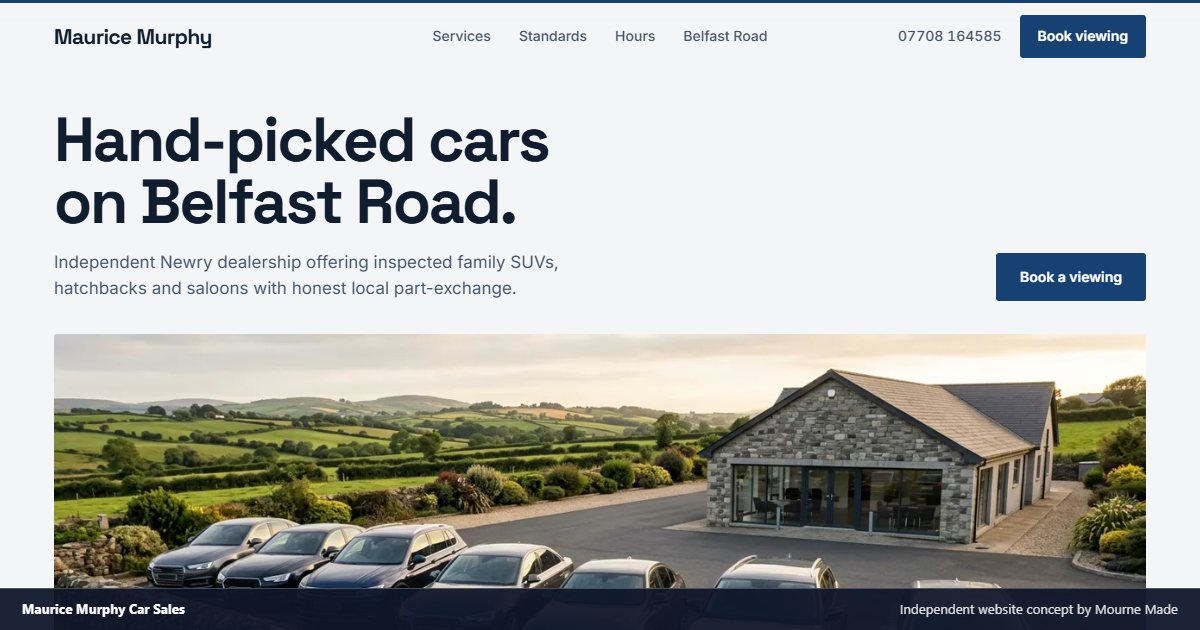 Maurice Murphy
Services
Standards
Hours
Belfast Road
07708 164585
Book viewing
Hand-picked cars
on Belfast Road.
Independent Newry dealership offering inspected family SUVs,
hatchbacks and saloons with honest local part-exchange.
Book a viewing
Maurice Murphy Car Sales
Independent website concept by Mourne Made